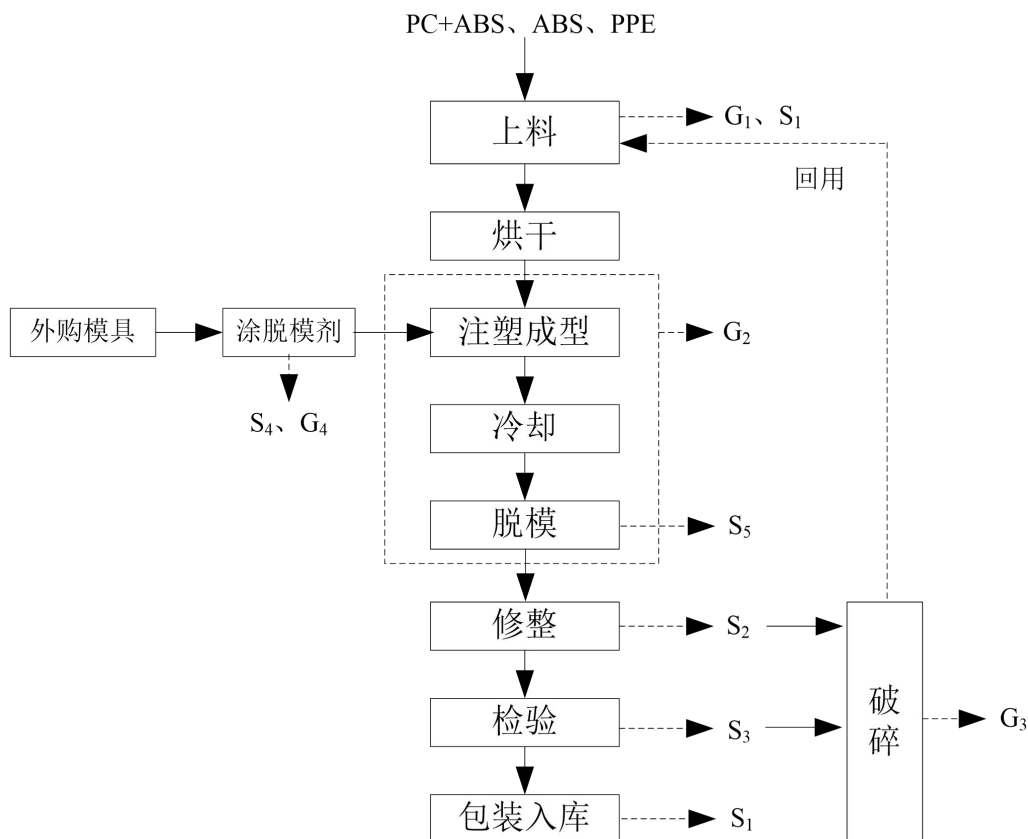 PC+ABS、ABS、PPE
上料
G₁、S₁
回用
烘干
外购模具
涂脱模剂
注塑成型
G₂
S₄、G₄
冷却
脱模
S₅
修整
S₂
破碎
检验
S₃
G₃
包装入库
S₁